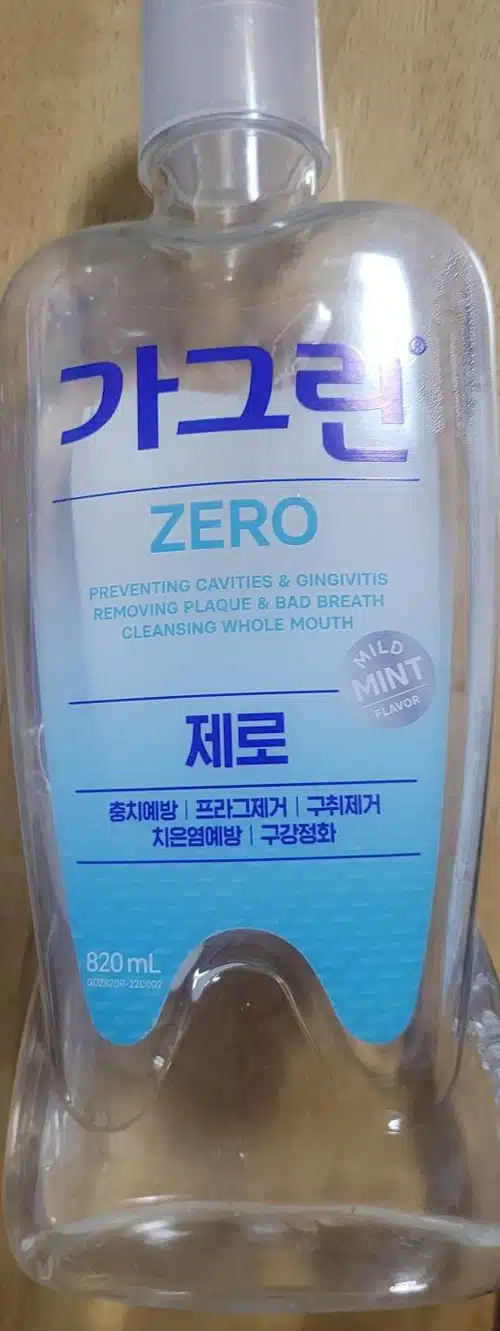 가그린®
ZERO
PREVENTING CAVITIES & GINGIVITIS
REMOVING PLAQUE & BAD BREATH
CLEANSING WHOLE MOUTH
MILD
MINT
FLAVOR
제로
충치예방 | 프라그제거 | 구취제거
치은염예방 | 구강정화
820 mL